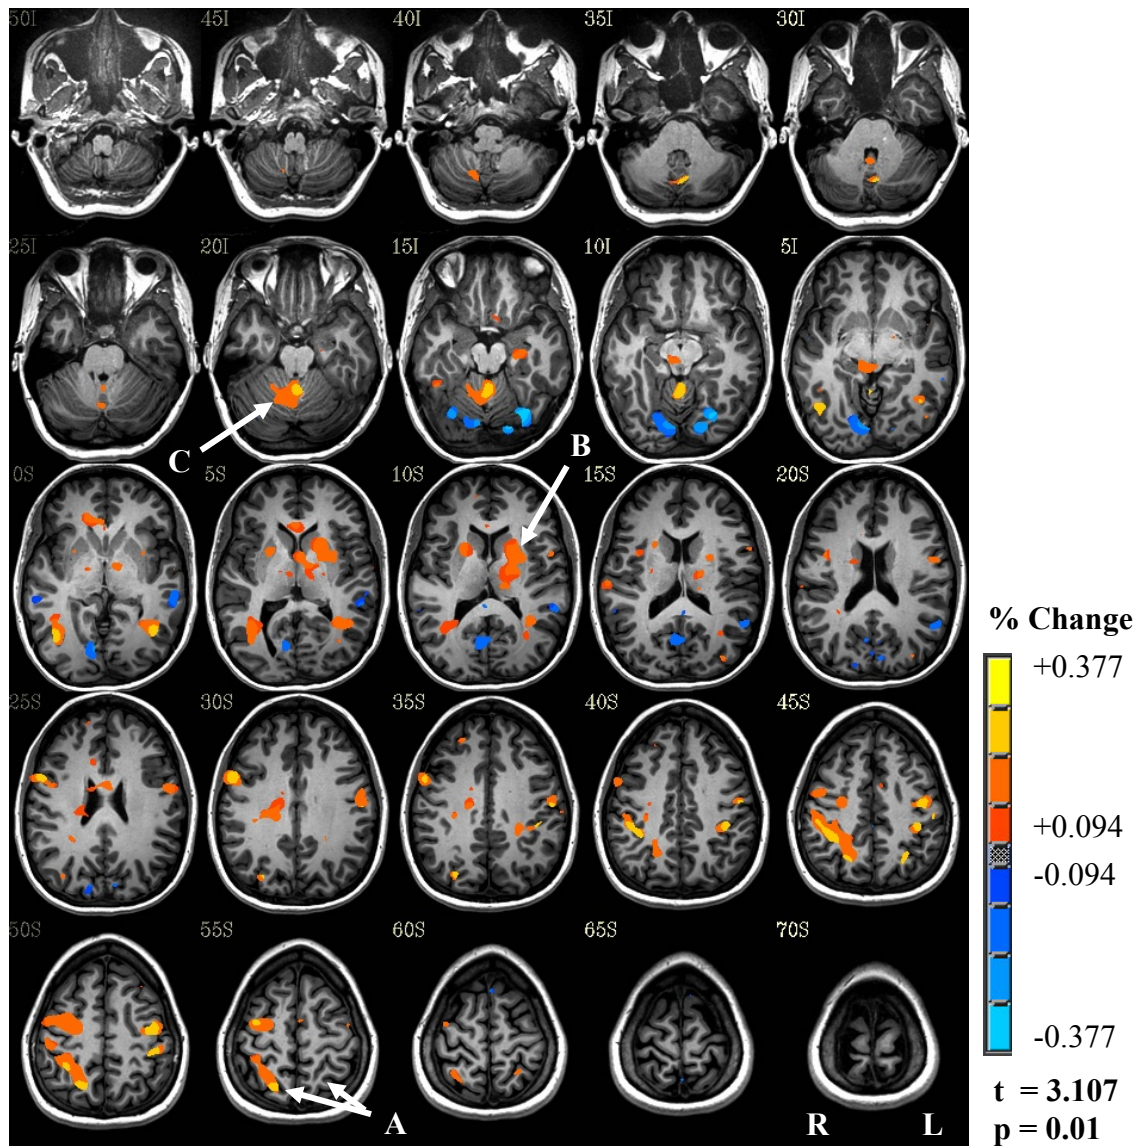 50I 45I 40I 35I 30I
25I 20I 15I 10I 5I
C
B
0S 5S 10S 15S 20S
% Change
+0.377
+0.094
-0.094
-0.377
25S 30S 35S 40S 45S
50S 55S 60S 65S 70S
A
R L
t = 3.107
p = 0.01